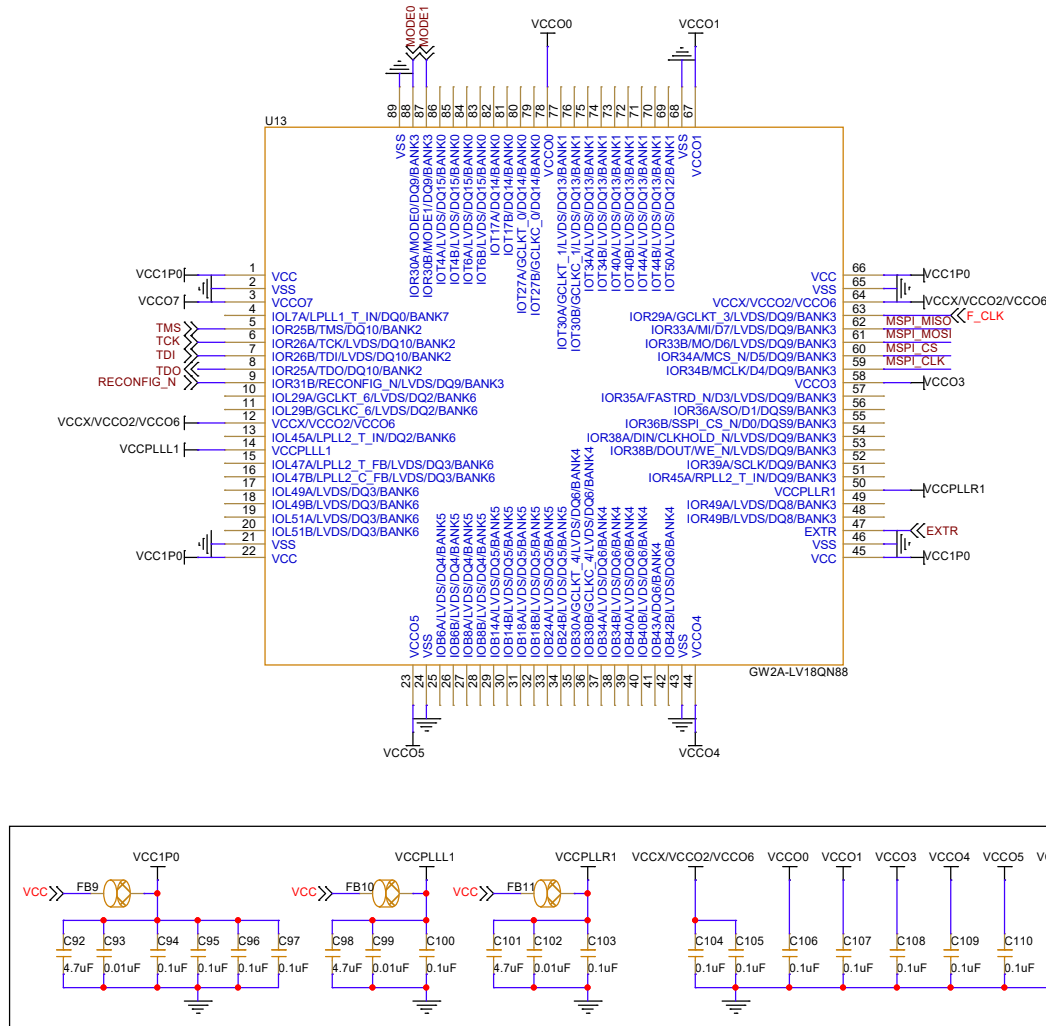 MODE0
MODE1
VCCO0
VCCO1
89
88
87
86
85
84
83
82
81
80
79
78
77
76
75
74
73
72
71
70
69
68
67
U13
VSS
IOR30A/MODE0/DQ9/BANK3
IOR30B/MODE1/DQ9/BANK3
IOT4A/LVDS/DQ15/BANK0
IOT4B/LVDS/DQ15/BANK0
IOT6A/LVDS/DQ15/BANK0
IOT6B/LVDS/DQ15/BANK0
IOT17A/DQ14/BANK0
IOT17B/DQ14/BANK0
IOT27A/GCLKT_0/DQ14/BANK0
IOT27B/GCLKC_0/DQ14/BANK0
VCCO0
IOT30A/GCLKT_1/LVDS/DQ13/BANK1
IOT30B/GCLKC_1/LVDS/DQ13/BANK1
IOT34A/LVDS/DQ13/BANK1
IOT34B/LVDS/DQ13/BANK1
IOT40A/LVDS/DQ13/BANK1
IOT40B/LVDS/DQ13/BANK1
IOT44A/LVDS/DQ13/BANK1
IOT44B/LVDS/DQ13/BANK1
IOT50A/LVDS/DQ12/BANK1
VSS
VCCO1
VCC1P0 1 VCC
2 VSS
VCCO7 3 VCCO7
4 IOL7A/LPLL1_T_IN/DQ0/BANK7
TMS 5 IOR25B/TMS/DQ10/BANK2
TCK 6 IOR26A/TCK/LVDS/DQ10/BANK2
TDI 7 IOR26B/TDI/LVDS/DQ10/BANK2
TDO 8 IOR25A/TDO/DQ10/BANK2
RECONFIG_N 9 IOR31B/RECONFIG_N/LVDS/DQ9/BANK3
10 IOL29A/GCLKT_6/LVDS/DQ2/BANK6
11 IOL29B/GCLKC_6/LVDS/DQ2/BANK6
VCCX/VCCO2/VCCO6 12 VCCX/VCCO2/VCCO6
13 IOL45A/LPLL2_T_IN/DQ2/BANK6
VCCPLLL1 14 VCCPLLL1
15 IOL47A/LPLL2_T_FB/LVDS/DQ3/BANK6
16 IOL47B/LPLL2_C_FB/LVDS/DQ3/BANK6
17 IOL49A/LVDS/DQ3/BANK6
18 IOL49B/LVDS/DQ3/BANK6
19 IOL51A/LVDS/DQ3/BANK6
20 IOL51B/LVDS/DQ3/BANK6
21 VSS
VCC1P0 22 VCC
VCC 66 VCC1P0
VSS 65
VCCX/VCCO2/VCCO6 64 VCCX/VCCO2/VCCO6
IOR29A/GCLKT_3/LVDS/DQ9/BANK3 63 F_CLK
IOR33A/MI/D7/LVDS/DQ9/BANK3 62 MSPI_MISO
IOR33B/MO/D6/LVDS/DQ9/BANK3 61 MSPI_MOSI
IOR34A/MCS_N/D5/DQ9/BANK3 60 MSPI_CS
IOR34B/MCLK/D4/DQ9/BANK3 59 MSPI_CLK
VCCO3 58 VCCO3
IOR35A/FASTRD_N/D3/LVDS/DQ9/BANK3 57
IOR36A/SO/D1/DQS9/BANK3 56
IOR36B/SSPI_CS_N/D0/DQS9/BANK3 55
IOR38A/DIN/CLKHOLD_N/LVDS/DQ9/BANK3 54
IOR38B/DOUT/WE_N/LVDS/DQ9/BANK3 53
IOR39A/SCLK/DQ9/BANK3 52
IOR45A/RPLL2_T_IN/DQ9/BANK3 51
VCCPLLR1 50 VCCPLLR1
IOR49A/LVDS/DQ8/BANK3 49
IOR49B/LVDS/DQ8/BANK3 48
EXTR 47 EXTR
VSS 46
VCC 45 VCC1P0
VCCO5
VSS
IOB6A/LVDS/DQ4/BANK5
IOB6B/LVDS/DQ4/BANK5
IOB8A/LVDS/DQ4/BANK5
IOB8B/LVDS/DQ4/BANK5
IOB14A/LVDS/DQ5/BANK5
IOB14B/LVDS/DQ5/BANK5
IOB18A/LVDS/DQ5/BANK5
IOB18B/LVDS/DQ5/BANK5
IOB24A/LVDS/DQ5/BANK5
IOB24B/LVDS/DQ5/BANK5
IOB30A/GCLKT_4/LVDS/DQ6/BANK4
IOB30B/GCLKC_4/LVDS/DQ6/BANK4
IOB34A/LVDS/DQ6/BANK4
IOB34B/LVDS/DQ6/BANK4
IOB40A/LVDS/DQ6/BANK4
IOB40B/LVDS/DQ6/BANK4
IOB43A/DQ6/BANK4
IOB42B/LVDS/DQ6/BANK4
VSS
VCCO4
GW2A-LV18QN88
23
24
25
26
27
28
29
30
31
32
33
34
35
36
37
38
39
40
41
42
43
44
VCCO5
VCCO4
VCC1P0 VCCPLLL1 VCCPLLR1 VCCX/VCCO2/VCCO6 VCCO0 VCCO1 VCCO3 VCCO4 VCCO5
VCC FB9 VCC FB10 VCC FB11
C92 C93 C94 C95 C96 C97 C98 C99 C100 C101 C102 C103 C104 C105 C106 C107 C108 C109 C110
4.7uF 0.01uF 0.1uF 0.1uF 0.1uF 0.1uF 4.7uF 0.01uF 0.1uF 4.7uF 0.01uF 0.1uF 0.1uF 0.1uF 0.1uF 0.1uF 0.1uF 0.1uF 0.1uF